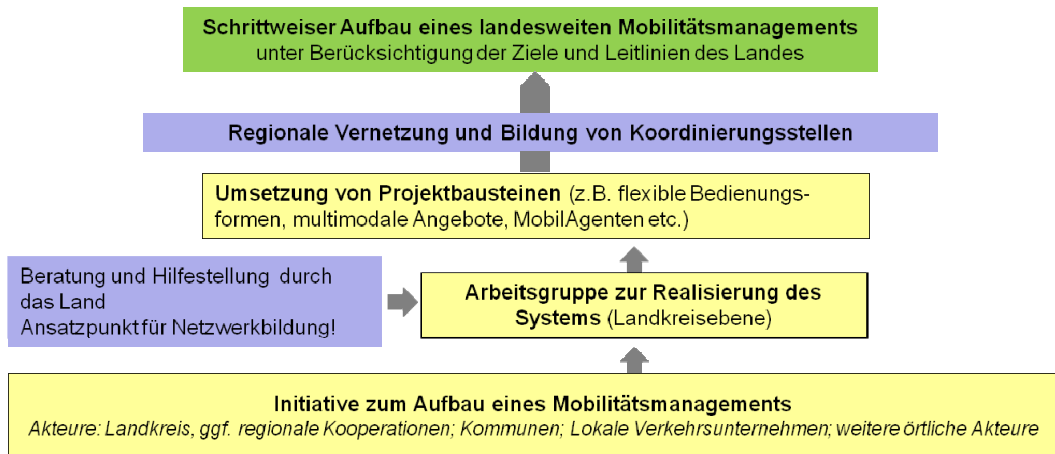 Schrittweiser Aufbau eines landesweiten Mobilitätsmanagements
unter Berücksichtigung der Ziele und Leitlinien des Landes
Regionale Vernetzung und Bildung von Koordinierungsstellen
Umsetzung von Projektbausteinen (z.B. flexible Bedienungs-
formen, multimodale Angebote, MobilAgenten etc.)
Beratung und Hilfestellung durch
das Land
Ansatzpunkt für Netzwerkbildung!
Arbeitsgruppe zur Realisierung des
Systems (Landkreisebene)
Initiative zum Aufbau eines Mobilitätsmanagements
Akteure: Landkreis, ggf. regionale Kooperationen; Kommunen; Lokale Verkehrsunternehmen; weitere örtliche Akteure